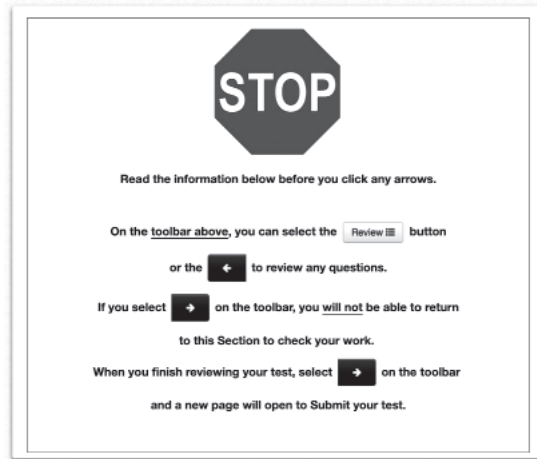 STOP
Read the information below before you click any arrows.
On the toolbar above, you can select the Review button
or the to review any questions.
If you select on the toolbar, you will not be able to return
to this Section to check your work.
When you finish reviewing your test, select on the toolbar
and a new page will open to Submit your test.